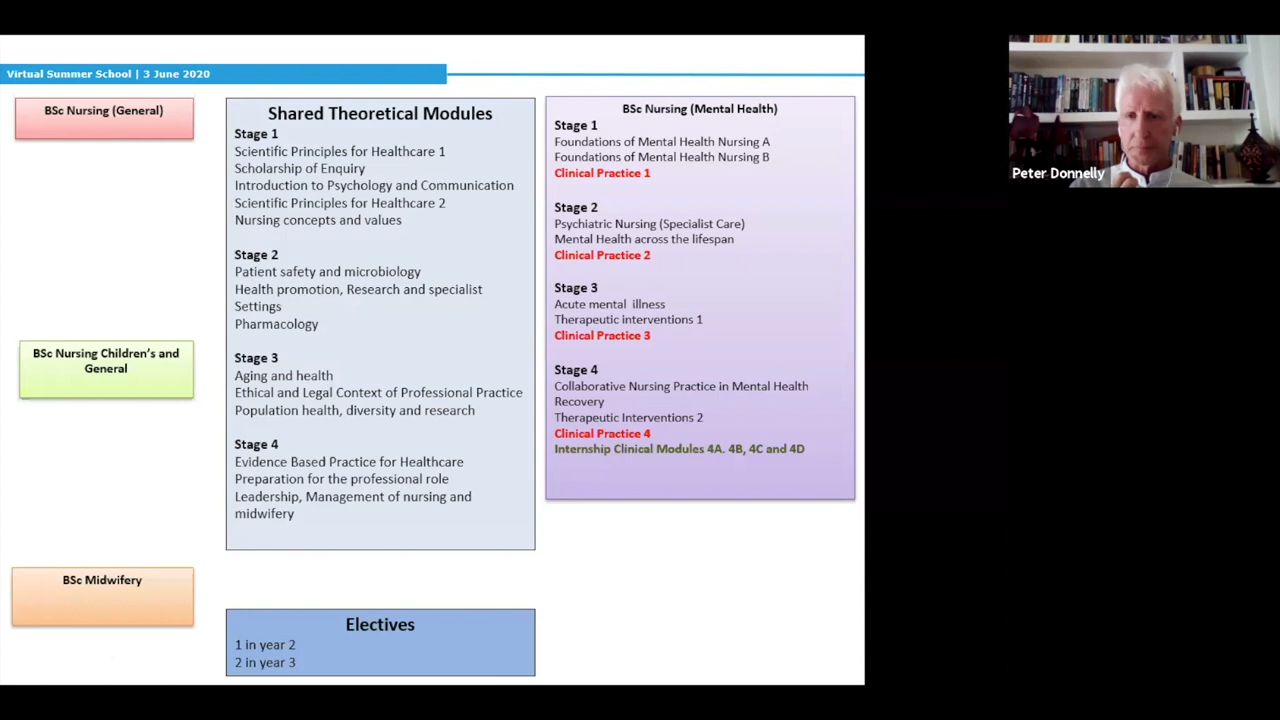 Virtual Summer School | 3 June 2020
BSc Nursing (General)
BSc Nursing Children's and
General
BSc Midwifery
Shared Theoretical Modules
Stage 1
Scientific Principles for Healthcare 1
Scholarship of Enquiry
Introduction to Psychology and Communication
Scientific Principles for Healthcare 2
Nursing concepts and values
Stage 2
Patient safety and microbiology
Health promotion, Research and specialist
Settings
Pharmacology
Stage 3
Aging and health
Ethical and Legal Context of Professional Practice
Population health, diversity and research
Stage 4
Evidence Based Practice for Healthcare
Preparation for the professional role
Leadership, Management of nursing and
midwifery
Electives
1 in year 2
2 in year 3
BSc Nursing (Mental Health)
Stage 1
Foundations of Mental Health Nursing A
Foundations of Mental Health Nursing B
Clinical Practice 1
Stage 2
Psychiatric Nursing (Specialist Care)
Mental Health across the lifespan
Clinical Practice 2
Stage 3
Acute mental illness
Therapeutic interventions 1
Clinical Practice 3
Stage 4
Collaborative Nursing Practice in Mental Health
Recovery
Therapeutic Interventions 2
Clinical Practice 4
Internship Clinical Modules 4A. 4B, 4C and 4D
Peter Donnelly